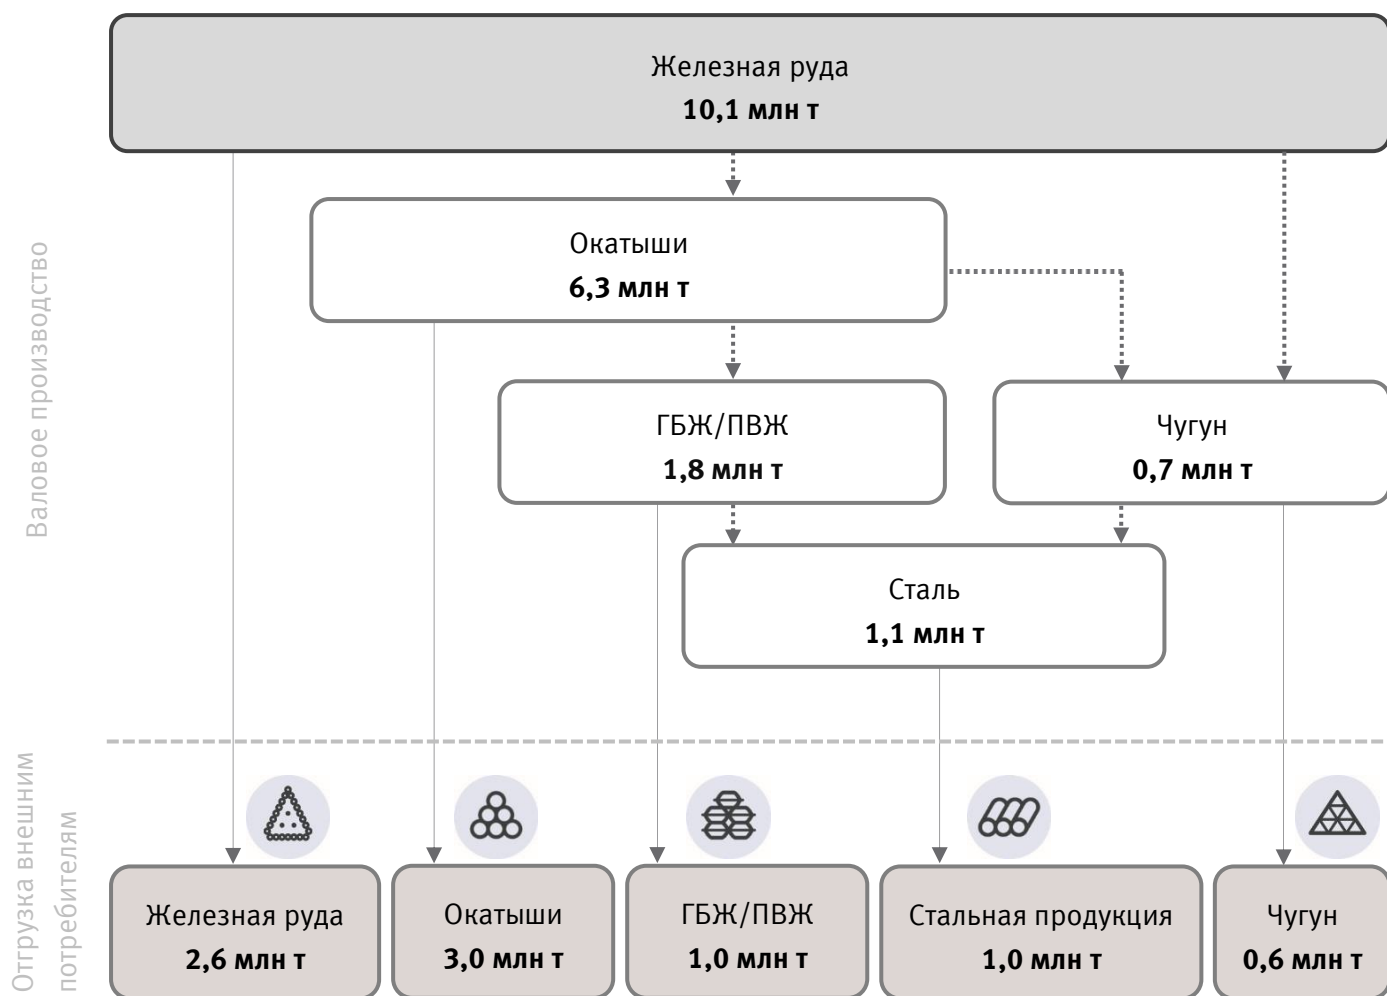 Железная руда
10,1 млн т
Валовое производство
Окатыши
6,3 млн т
ГБЖ/ПВЖ
1,8 млн т
Чугун
0,7 млн т
Сталь
1,1 млн т
Отгрузка внешним
потребителям
Железная руда
2,6 млн т
Окатыши
3,0 млн т
ГБЖ/ПВЖ
1,0 млн т
Стальная продукция
1,0 млн т
Чугун
0,6 млн т